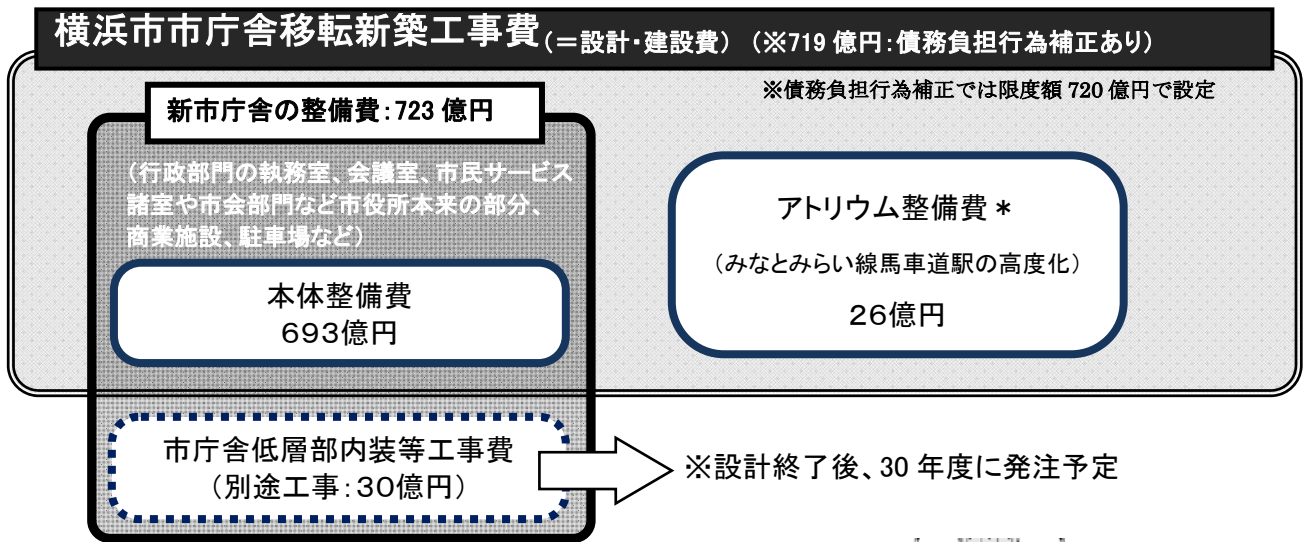 横浜市市庁舎移転新築工事費(=設計・建設費)(※719億円:債務負担行為補正あり)
※債務負担行為補正では限度額 720 億円で設定
新市庁舎の整備費:723 億円
(行政部門の執務室、会議室、市民サービス
諸室や市会部門など市役所本来の部分、
商業施設、駐車場など)
本体整備費
693億円
アトリウム整備費*
(みなとみらい線馬車道駅の高度化)
26億円
市庁舎低層部内装等工事費
(別途工事:30億円)
※設計終了後、30 年度に発注予定